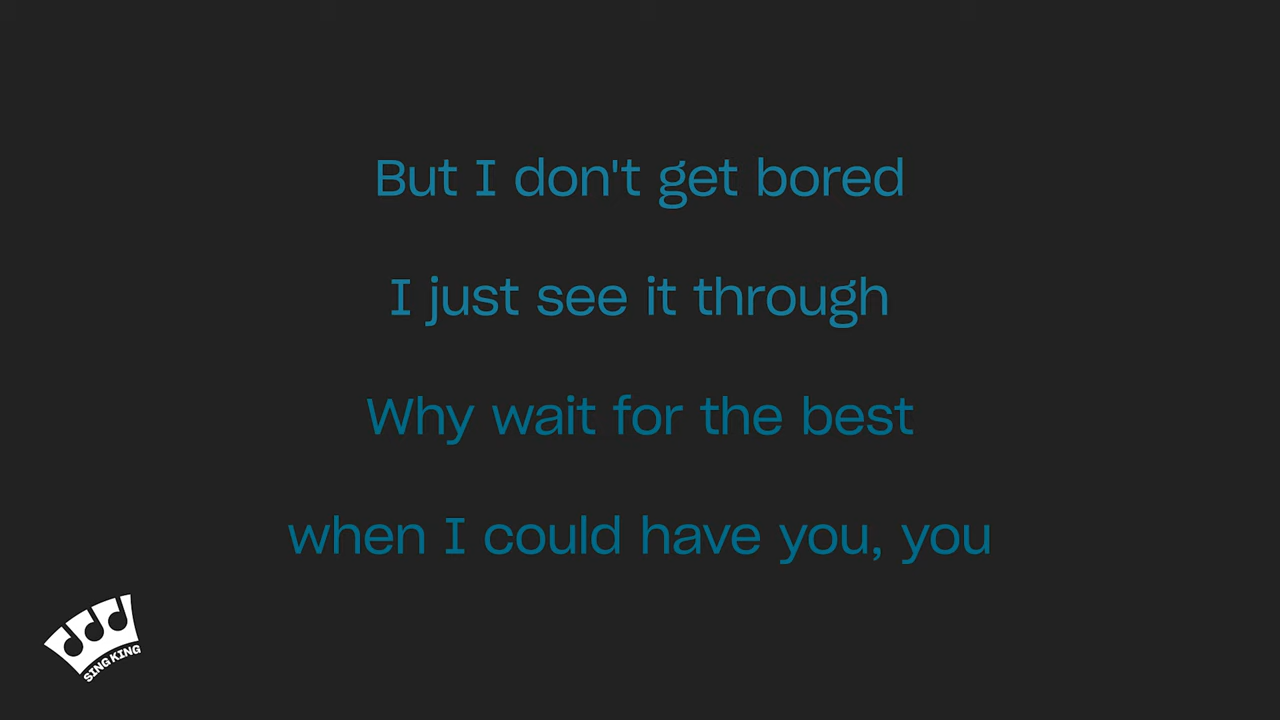 But I don't get bored
I just see it through
Why wait for the best
when I could have you, you
SING KING